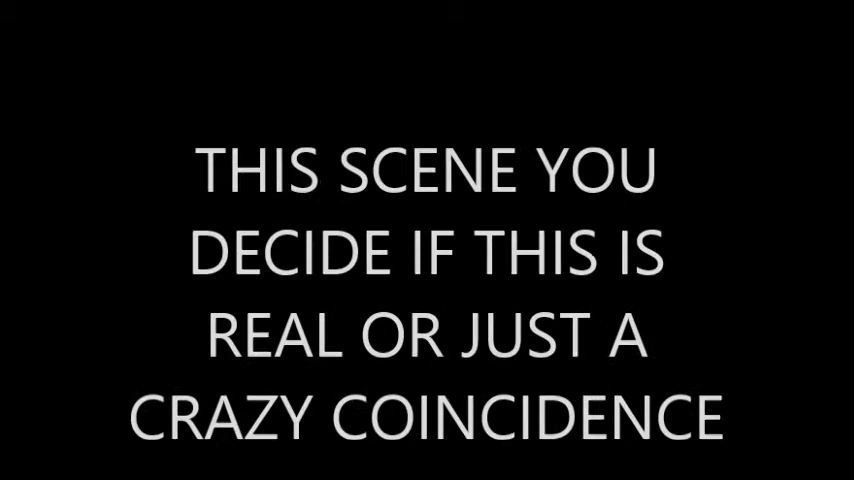 THIS SCENE YOU
DECIDE IF THIS IS
REAL OR JUST A
CRAZY COINCIDENCE